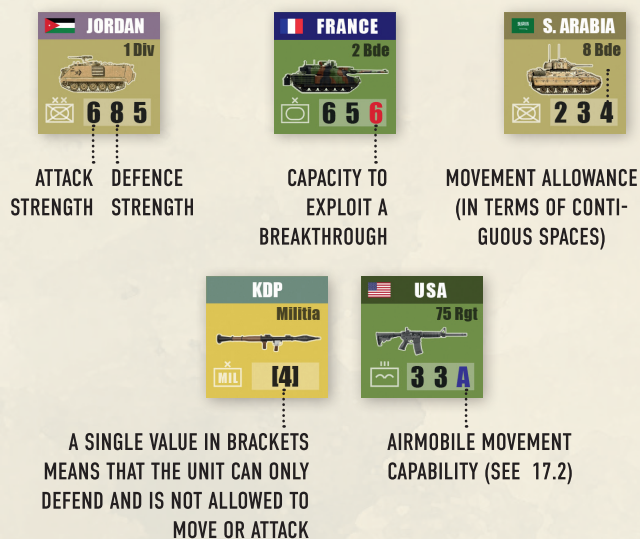 JORDAN
1 Div
XX
6 8 5
ATTACK
STRENGTH
DEFENCE
STRENGTH
FRANCE
2 Bde
6 5 6
CAPACITY TO
EXPLOIT A
BREAKTHROUGH
S. ARABIA
8 Bde
2 3 4
MOVEMENT ALLOWANCE
(IN TERMS OF CONTI-
GUOUS SPACES)
KDP
Militia
X
MIL
[4]
A SINGLE VALUE IN BRACKETS
MEANS THAT THE UNIT CAN ONLY
DEFEND AND IS NOT ALLOWED TO
MOVE OR ATTACK
USA
75 Rgt
III
3 3 A
AIRMOBILE MOVEMENT
CAPABILITY (SEE 17.2)